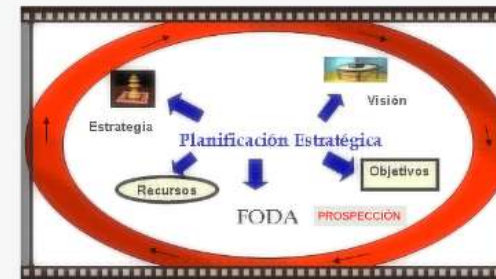 Visión
Estrategia
Planificación Estratégica
Objetivos
Recursos
FODA
PROSPECCIÓN